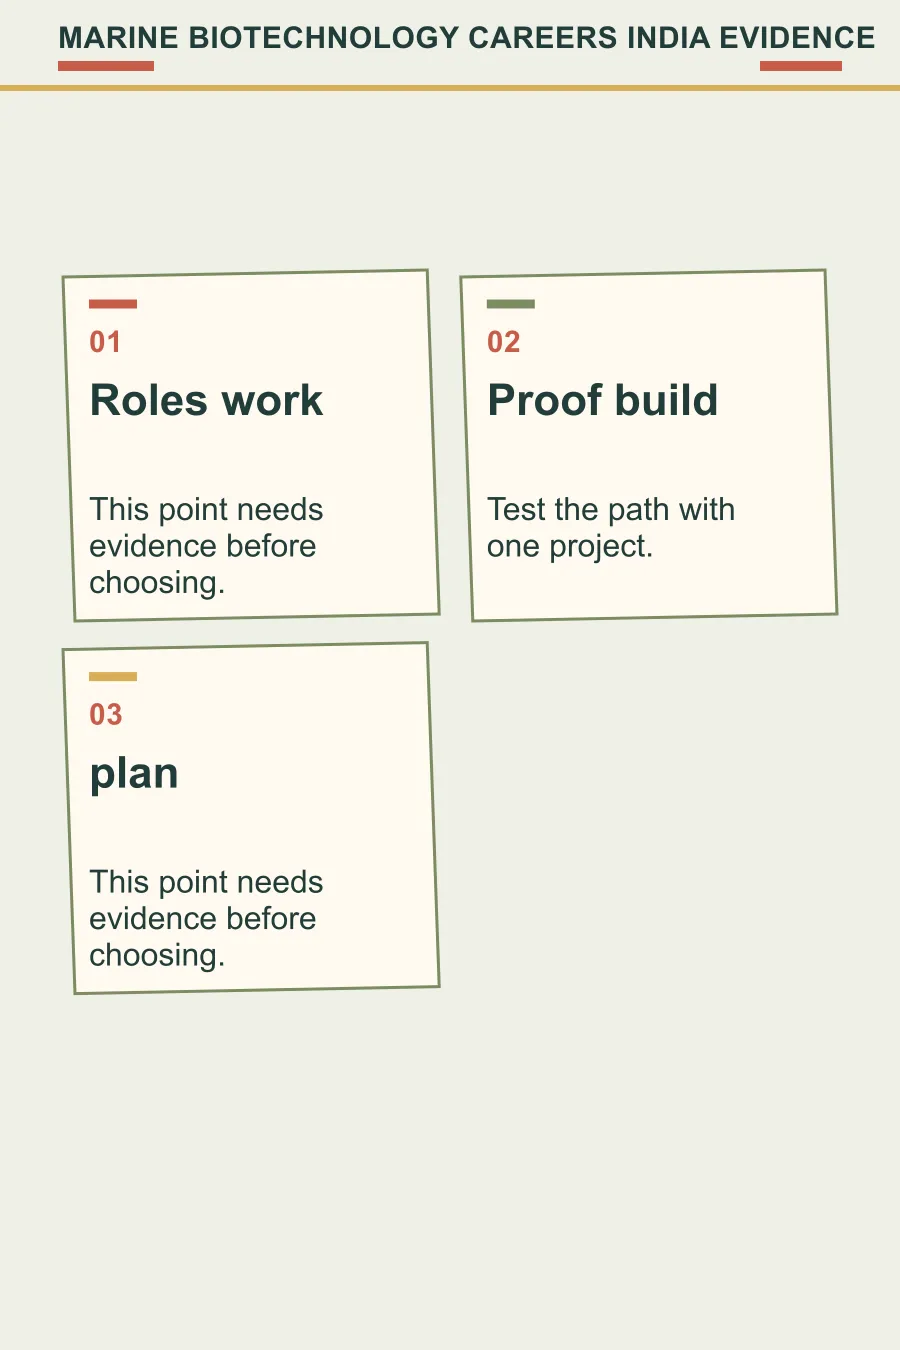 MARINE BIOTECHNOLOGY CAREERS INDIA EVIDENCE
01
Roles work
This point needs
evidence before
choosing.
02
Proof build
Test the path with
one project.
03
plan
This point needs
evidence before
choosing.